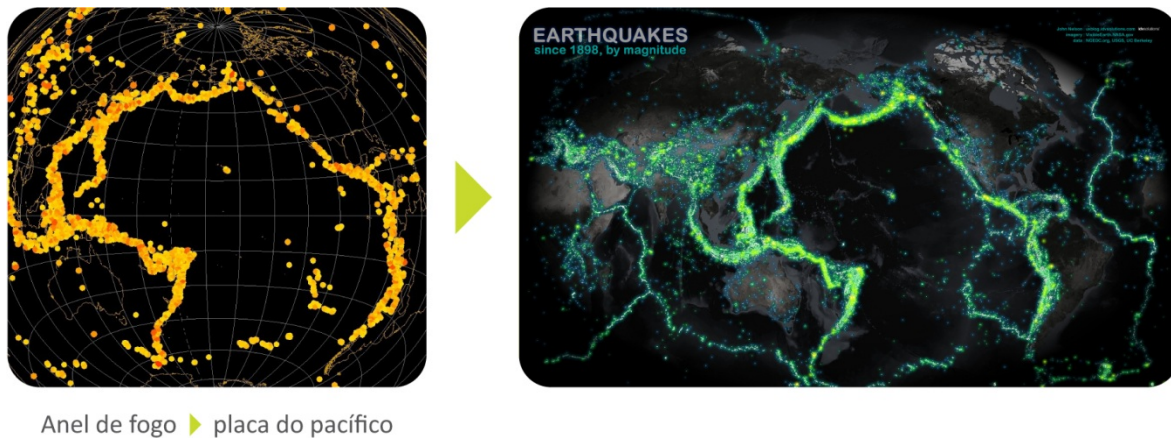 EARTHQUAKES
since 1898, by magnitude
Anel de fogo placa do pacífico